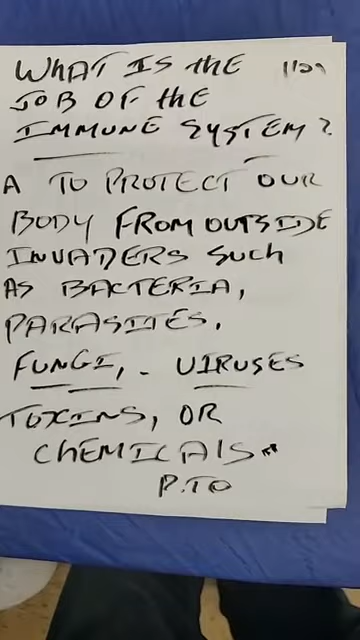 WHAT IS the
JOB OF the
IMMUNE SYSTEM?
A TO PROTECT OUR
BODY FROM OUTSIDE
INVADERS SUCH
AS BACTERIA,
PARASITES,
FUNGI, - VIRUSES
TOXINS, OR
CHEMICALS
P.TO